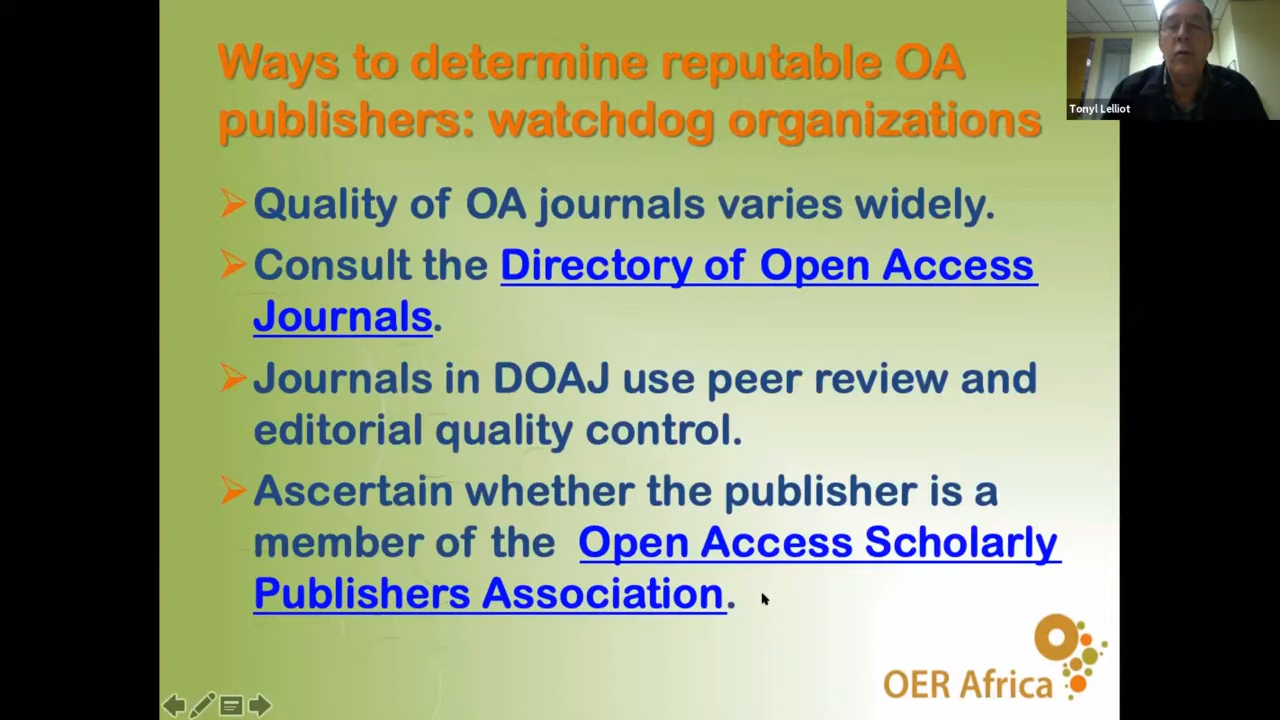 Ways to determine reputable OA
publishers: watchdog organizations
Tonyl Lelliot
Quality of OA journals varies widely.
Consult the Directory of Open Access
Journals.
Journals in DOAJ use peer review and
editorial quality control.
Ascertain whether the publisher is a
member of the Open Access Scholarly
Publishers Association.
OER Africa